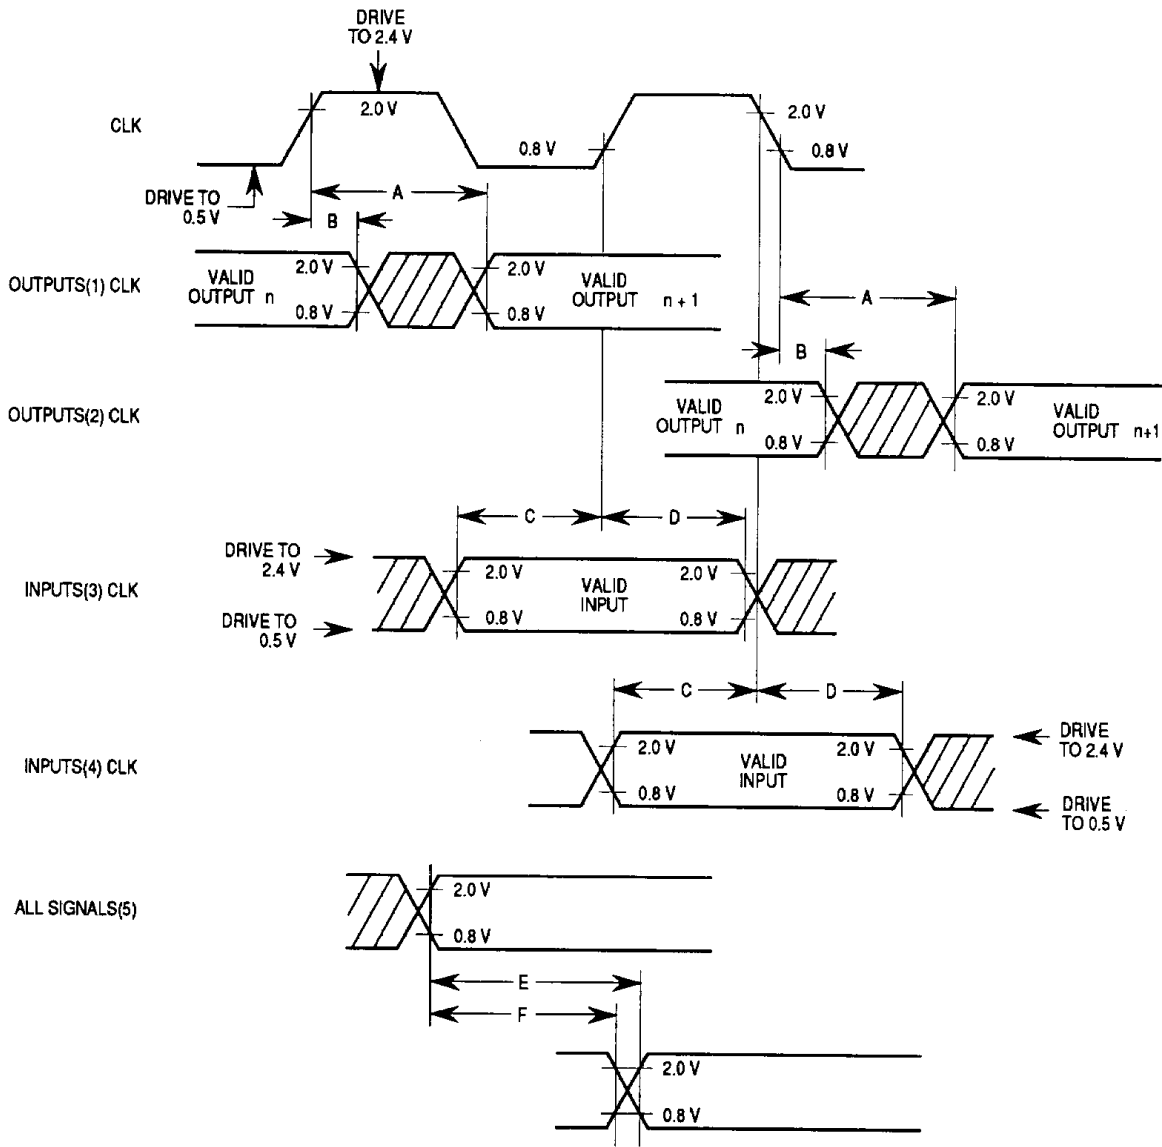 DRIVE
TO 2.4 V
2.0 V
2.0 V
CLK
0.8 V
0.8 V
DRIVE TO
0.5 V
A
B
OUTPUTS(1) CLK
VALID
OUTPUT n
2.0 V
0.8 V
2.0 V
0.8 V
VALID
OUTPUT n + 1
A
B
OUTPUTS(2) CLK
VALID
OUTPUT n
2.0 V
0.8 V
2.0 V
0.8 V
VALID
OUTPUT n+1
C
D
DRIVE TO
2.4 V
INPUTS(3) CLK
DRIVE TO
0.5 V
2.0 V
0.8 V
VALID
INPUT
2.0 V
0.8 V
C
D
INPUTS(4) CLK
2.0 V
0.8 V
VALID
INPUT
2.0 V
0.8 V
DRIVE
TO 2.4 V
DRIVE
TO 0.5 V
ALL SIGNALS(5)
2.0 V
0.8 V
E
F
2.0 V
0.8 V